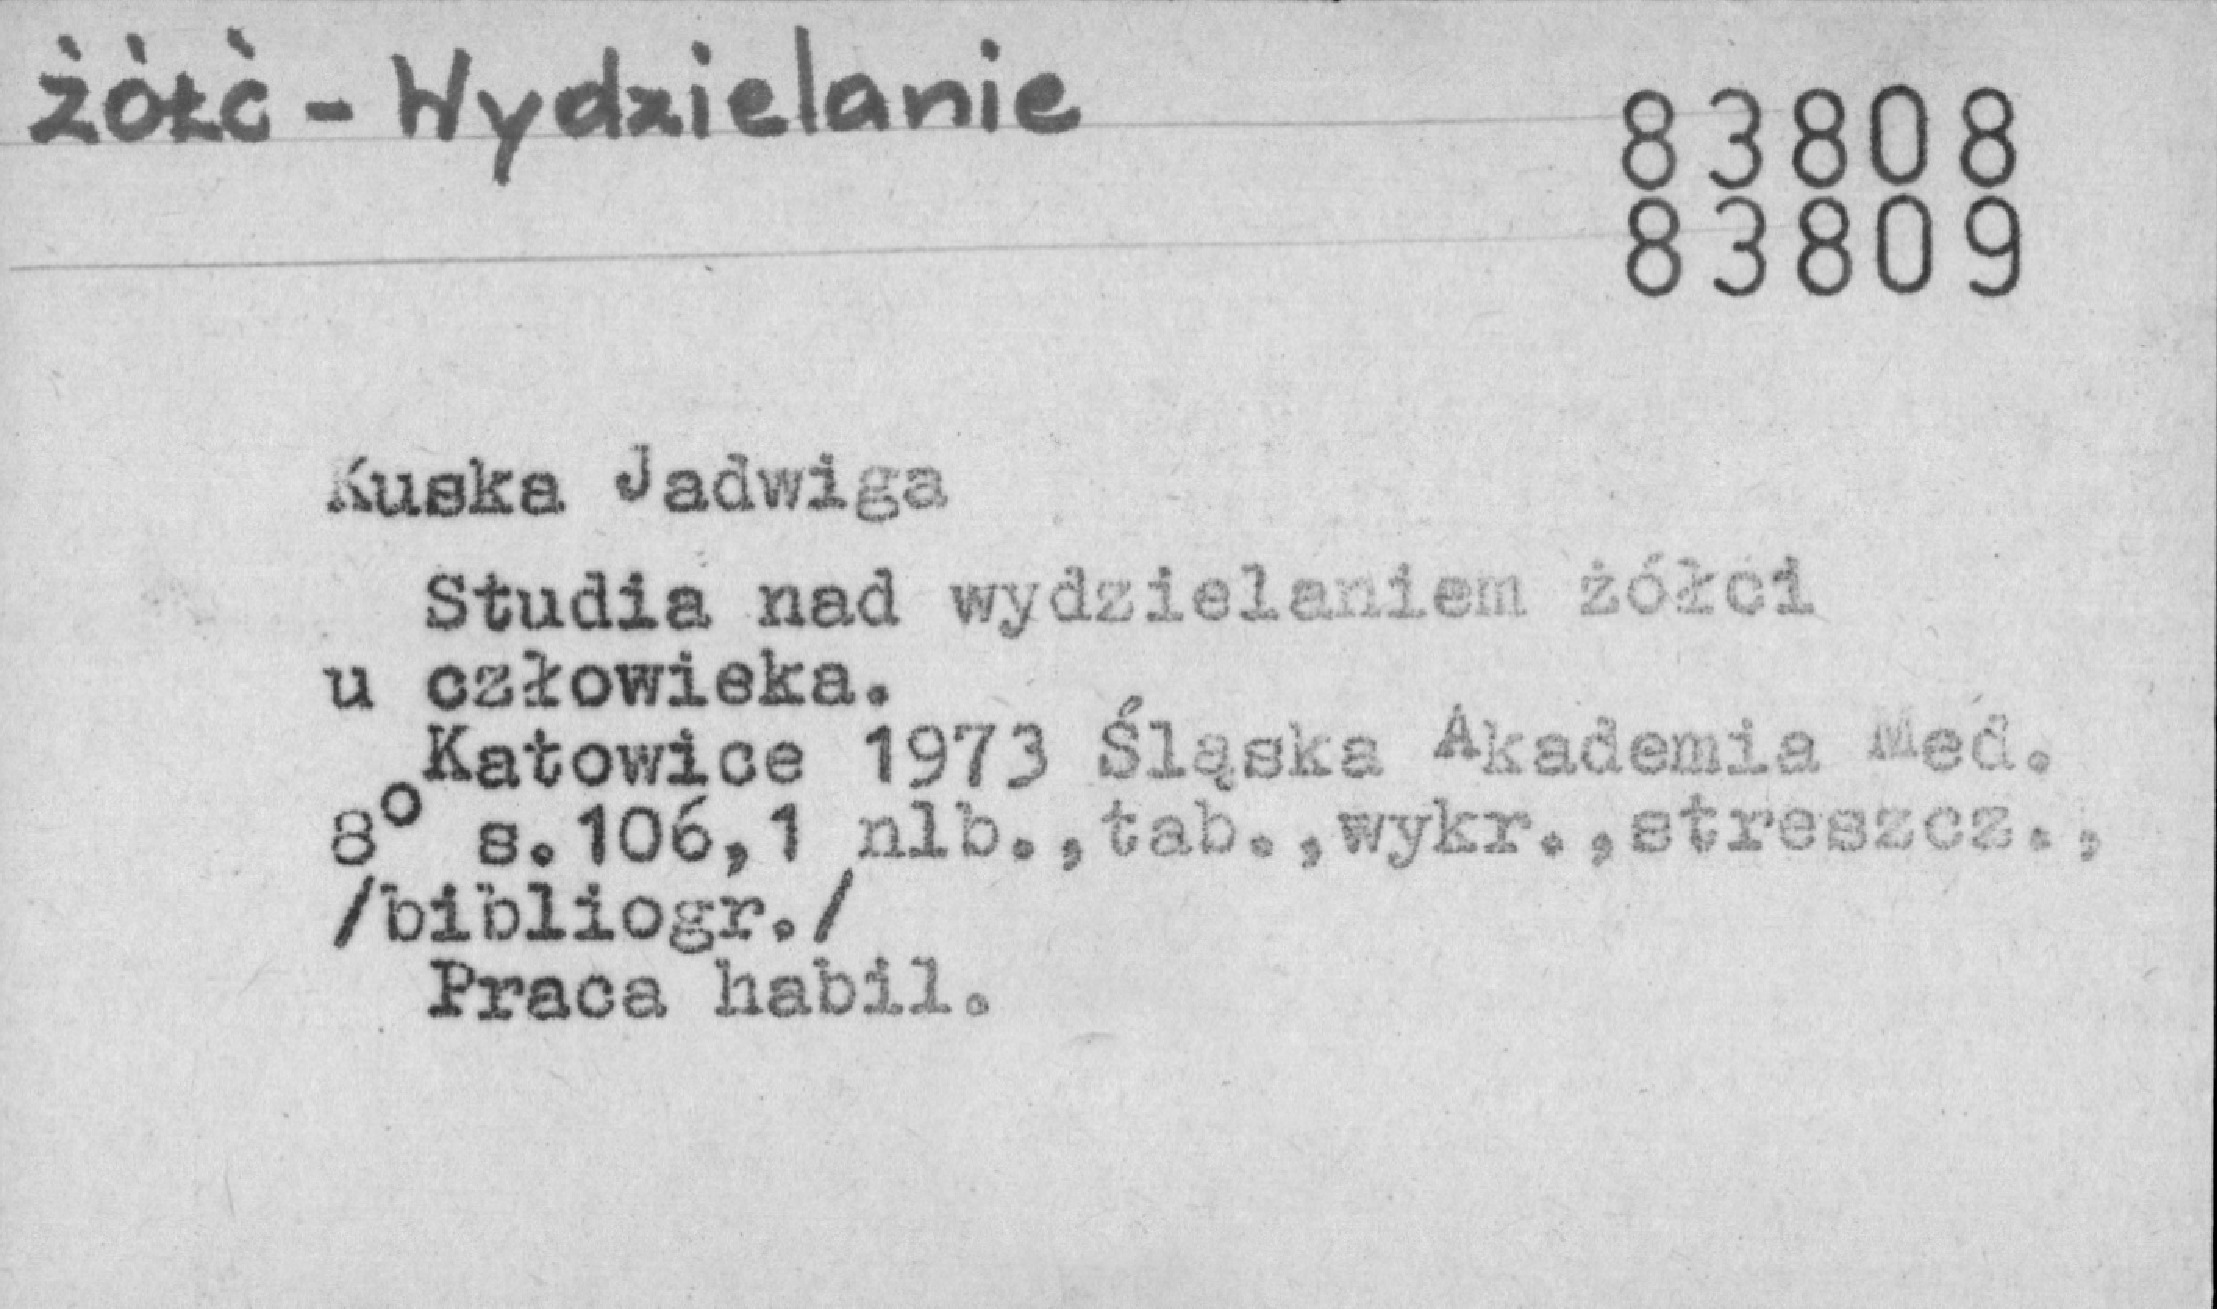 żółć - Wydzielanie
83808
83809
Kuska Jadwiga
Studia nad wydzielaniem żółci
u człowieka.
Katowice 1973 Śląska Akademia Med.
8° s.106,1 nlb.,tab.,wykr.,streszcz.,
/bibliogr./
Praca habil.